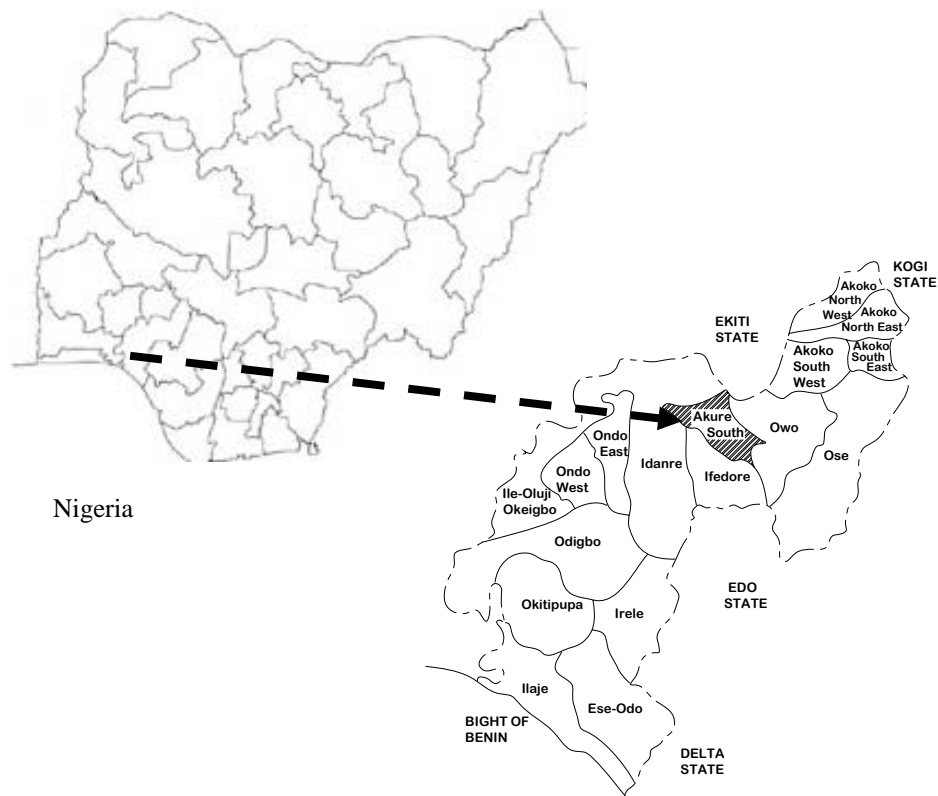 KOGI
STATE
Akoko
North
West
Akoko
North East
EKITI
STATE
Akoko
South
West
Akoko
South
East
Akure
South
Owo
Ondo
East
Ose
Idanre
Ifedore
Ondo
West
Ile-Oluji
Okeigbo
Nigeria
Odigbo
EDO
STATE
Okitipupa
Irele
Ilaje
Ese-Odo
BIGHT OF
BENIN
DELTA
STATE